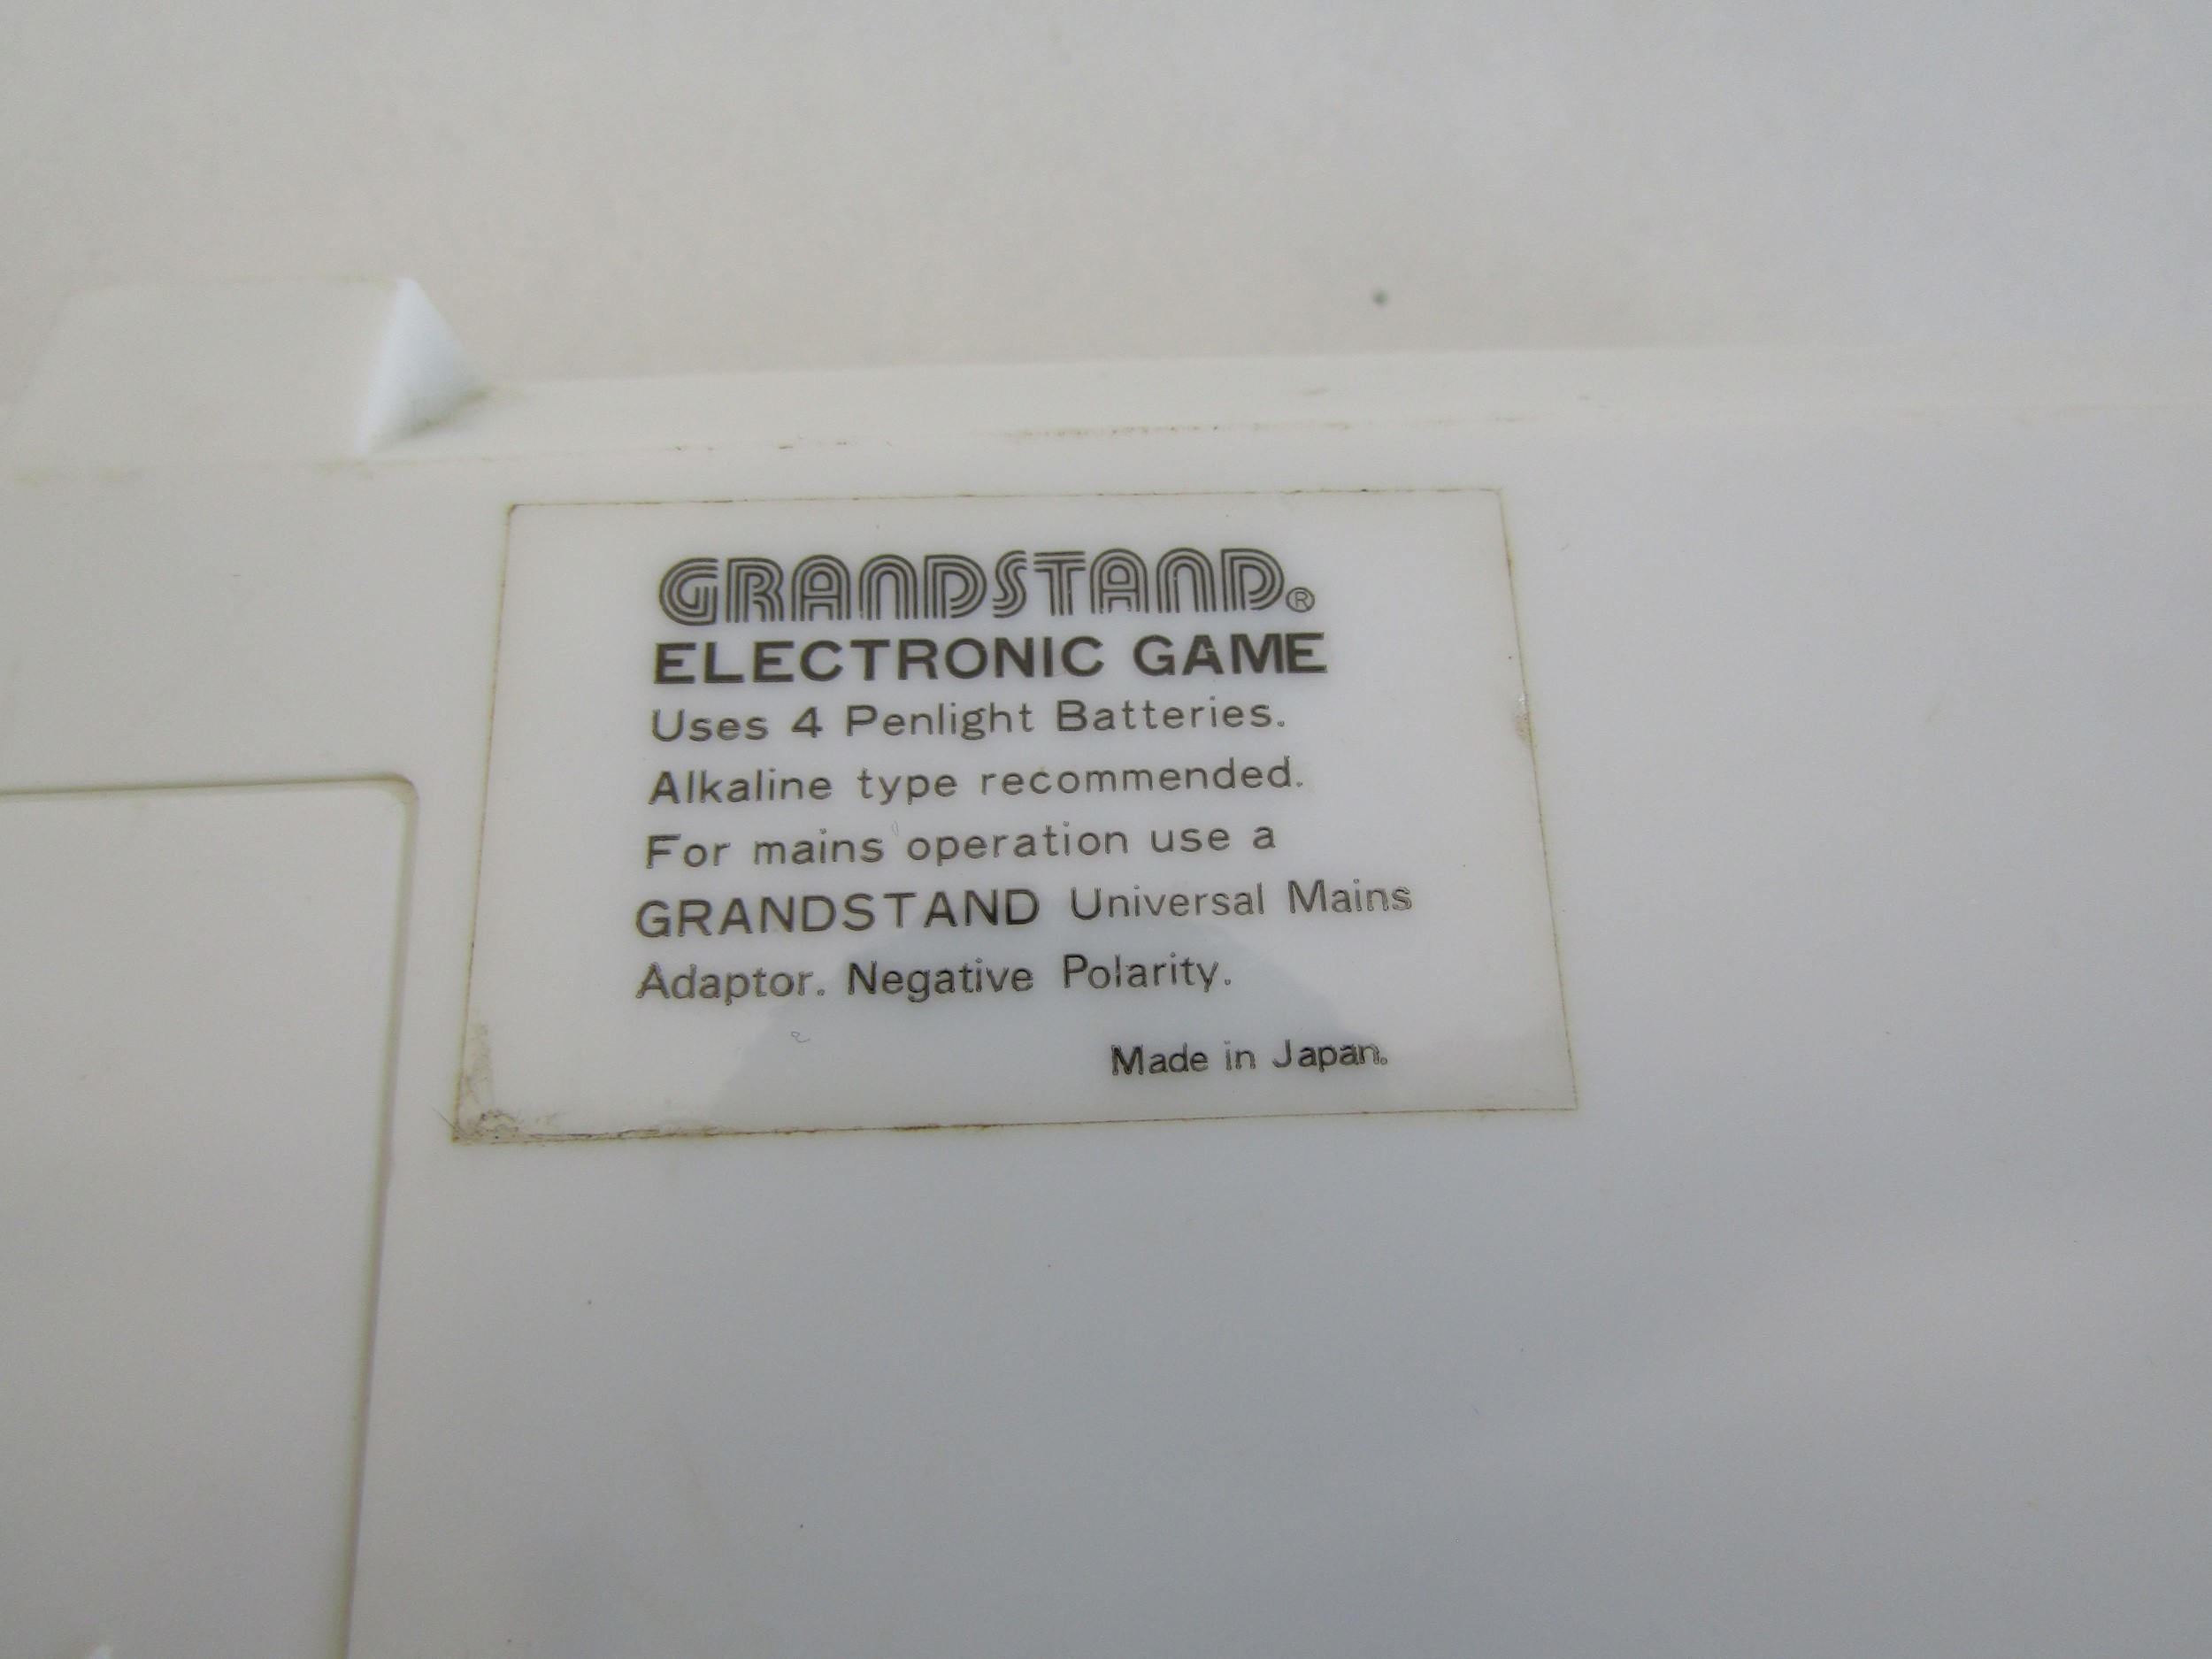 GRANDSTAND®
ELECTRONIC GAME
Uses 4 Penlight Batteries.
Alkaline type recommended.
For mains operation use a
GRANDSTAND Universal Mains
Adaptor. Negative Polarity.
Made in Japan.